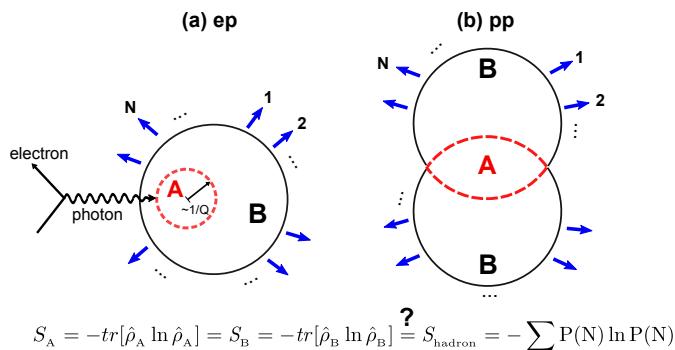 (a) ep
(b) pp
N
...
1
2
...
electron
photon
A
~1/Q
B
...
...
...
N
B
1
2
...
A
...
B
...
?
S_A = -tr[ρ̂_A ln ρ̂_A] = S_B = -tr[ρ̂_B ln ρ̂_B] = S_hadron = - ∑ P(N) ln P(N)